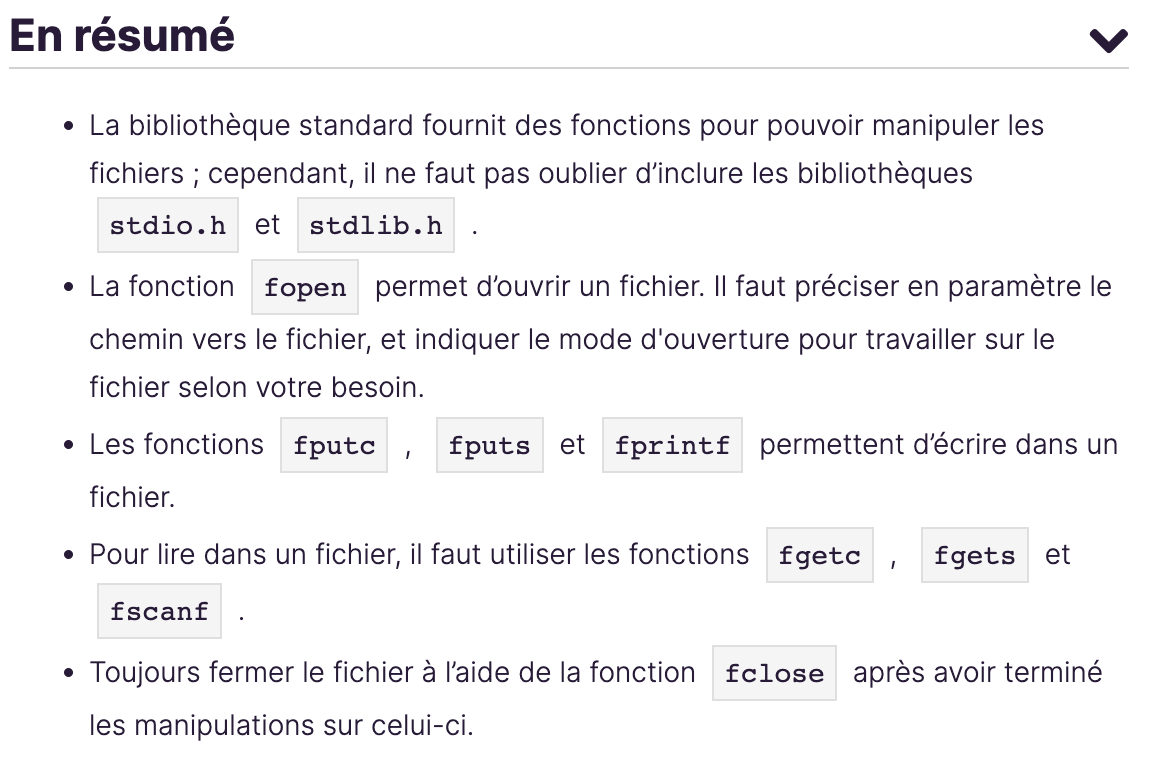 En résumé
• La bibliothèque standard fournit des fonctions pour pouvoir manipuler les
fichiers ; cependant, il ne faut pas oublier d’inclure les bibliothèques
stdio.h et stdlib.h .
• La fonction fopen permet d’ouvrir un fichier. Il faut préciser en paramètre le
chemin vers le fichier, et indiquer le mode d'ouverture pour travailler sur le
fichier selon votre besoin.
• Les fonctions fputc , fputs et fprintf permettent d’écrire dans un
fichier.
• Pour lire dans un fichier, il faut utiliser les fonctions fgetc , fgets et
fscanf .
• Toujours fermer le fichier à l’aide de la fonction fclose après avoir terminé
les manipulations sur celui-ci.